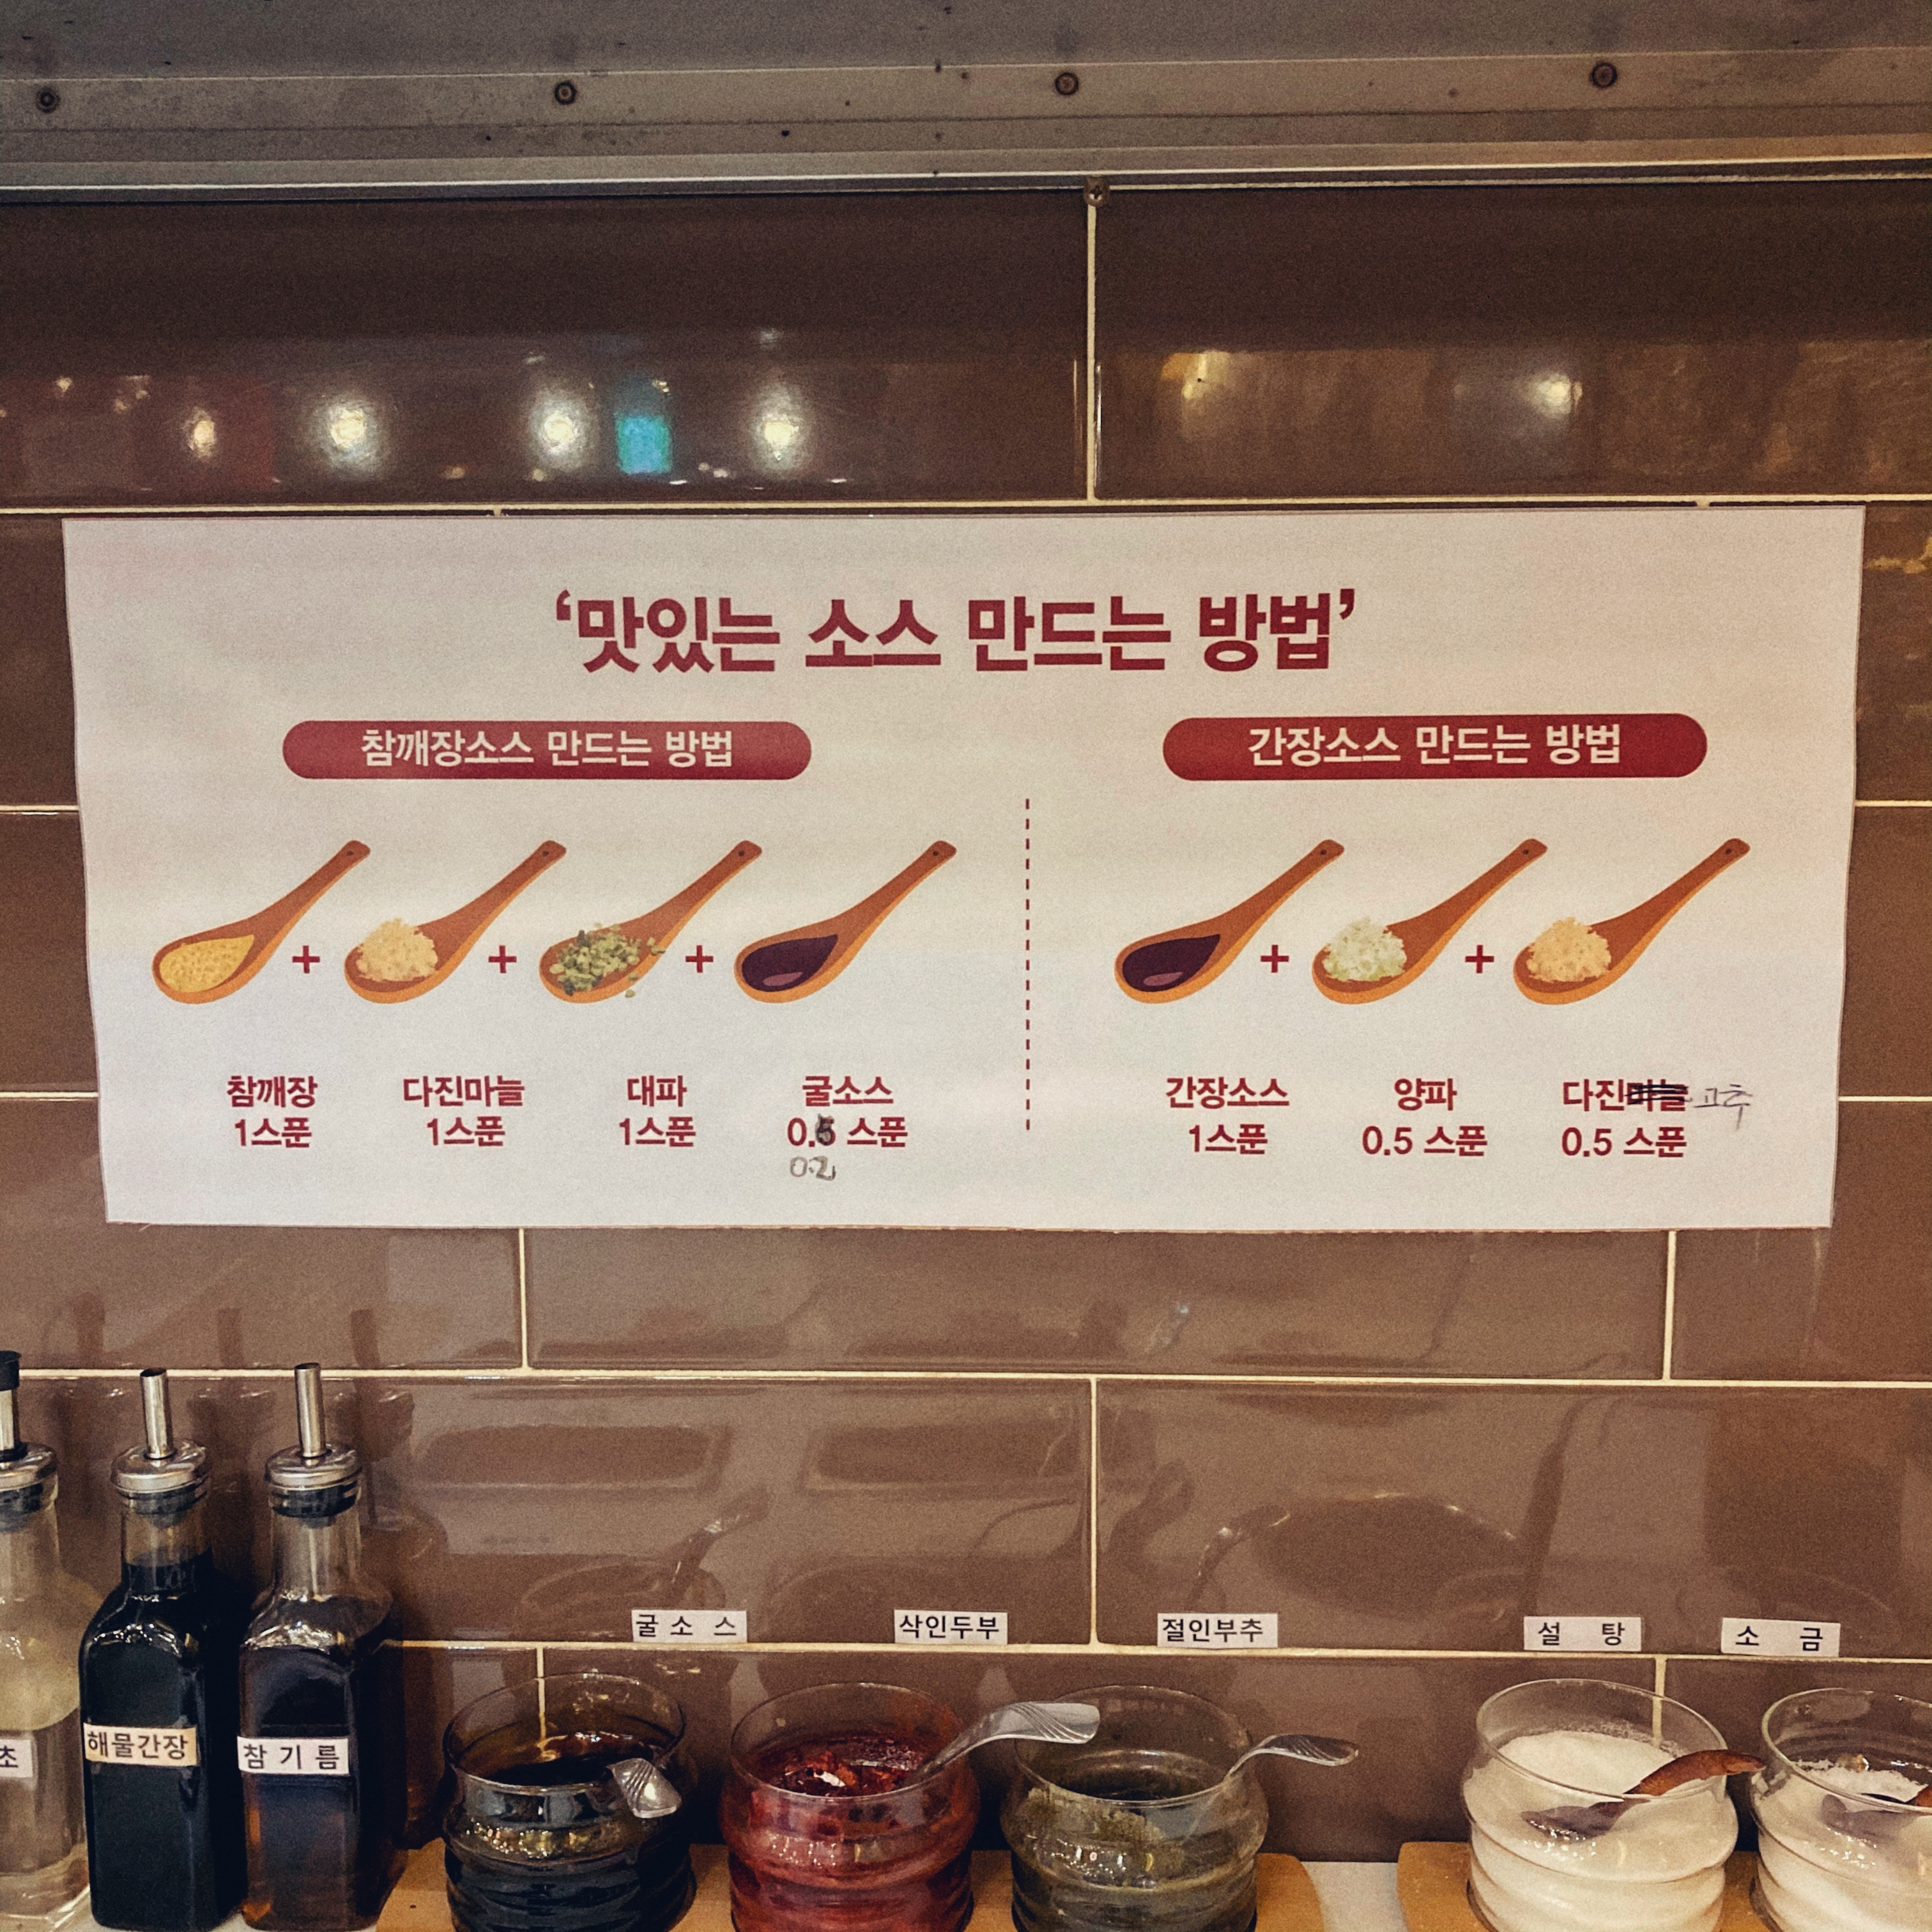 ‘맛있는 소스 만드는 방법’
참깨장소스 만드는 방법
간장소스 만드는 방법
+ + + + +
참깨장 다진마늘 대파 굴소스
1스푼 1스푼 1스푼 0.5 스푼
0.2
간장소스 양파 다진마늘 고추
1스푼 0.5 스푼 0.5 스푼
굴 소 스
삭인두부
절인부추
설 탕
소 금
초
해물간장
참 기 름